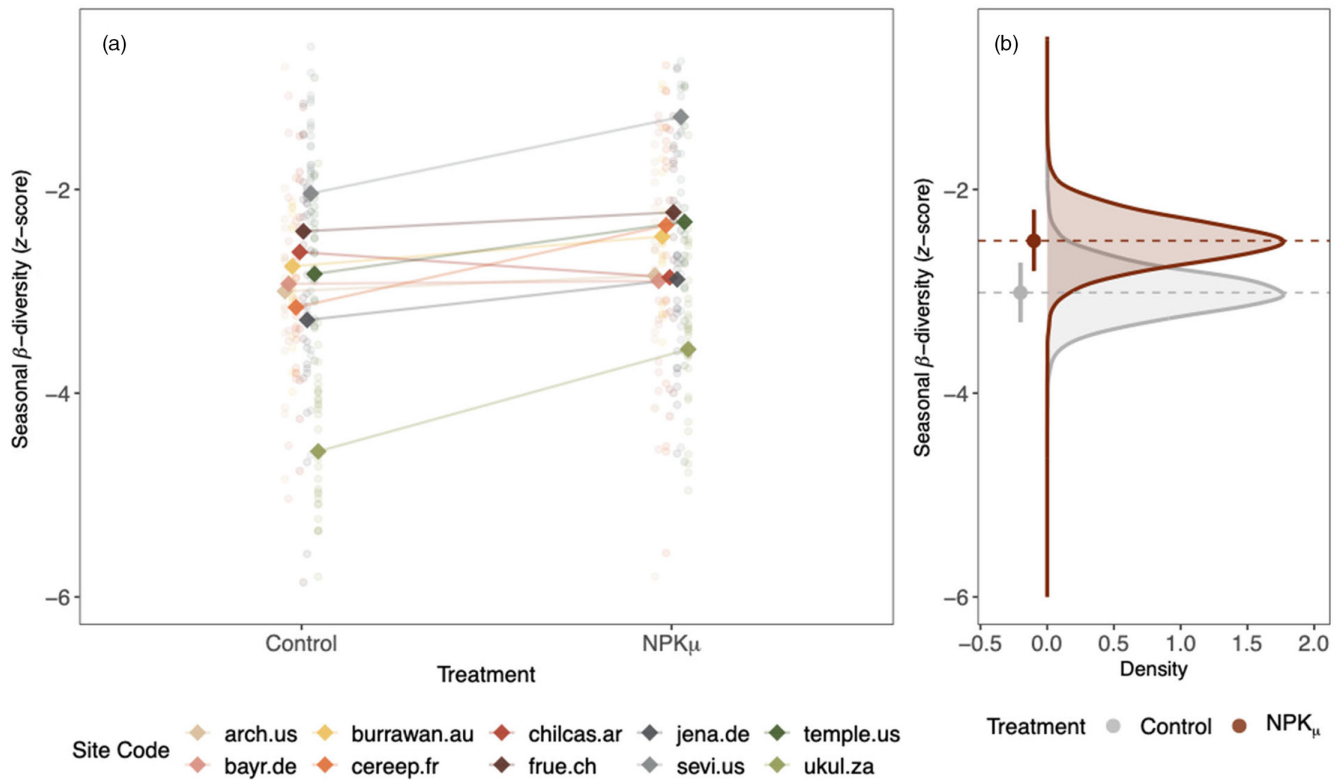 (a)
Seasonal β−diversity (z−score)
−2
−4
−6
Control NPKμ
Treatment
Site Code
arch.us burrawan.au chilcas.ar jena.de temple.us
bayr.de cereep.fr frue.ch sevi.us ukul.za
(b)
Seasonal β−diversity (z−score)
−2
−4
−6
−0.5 0.0 0.5 1.0 1.5 2.0
Density
Treatment Control NPKμ